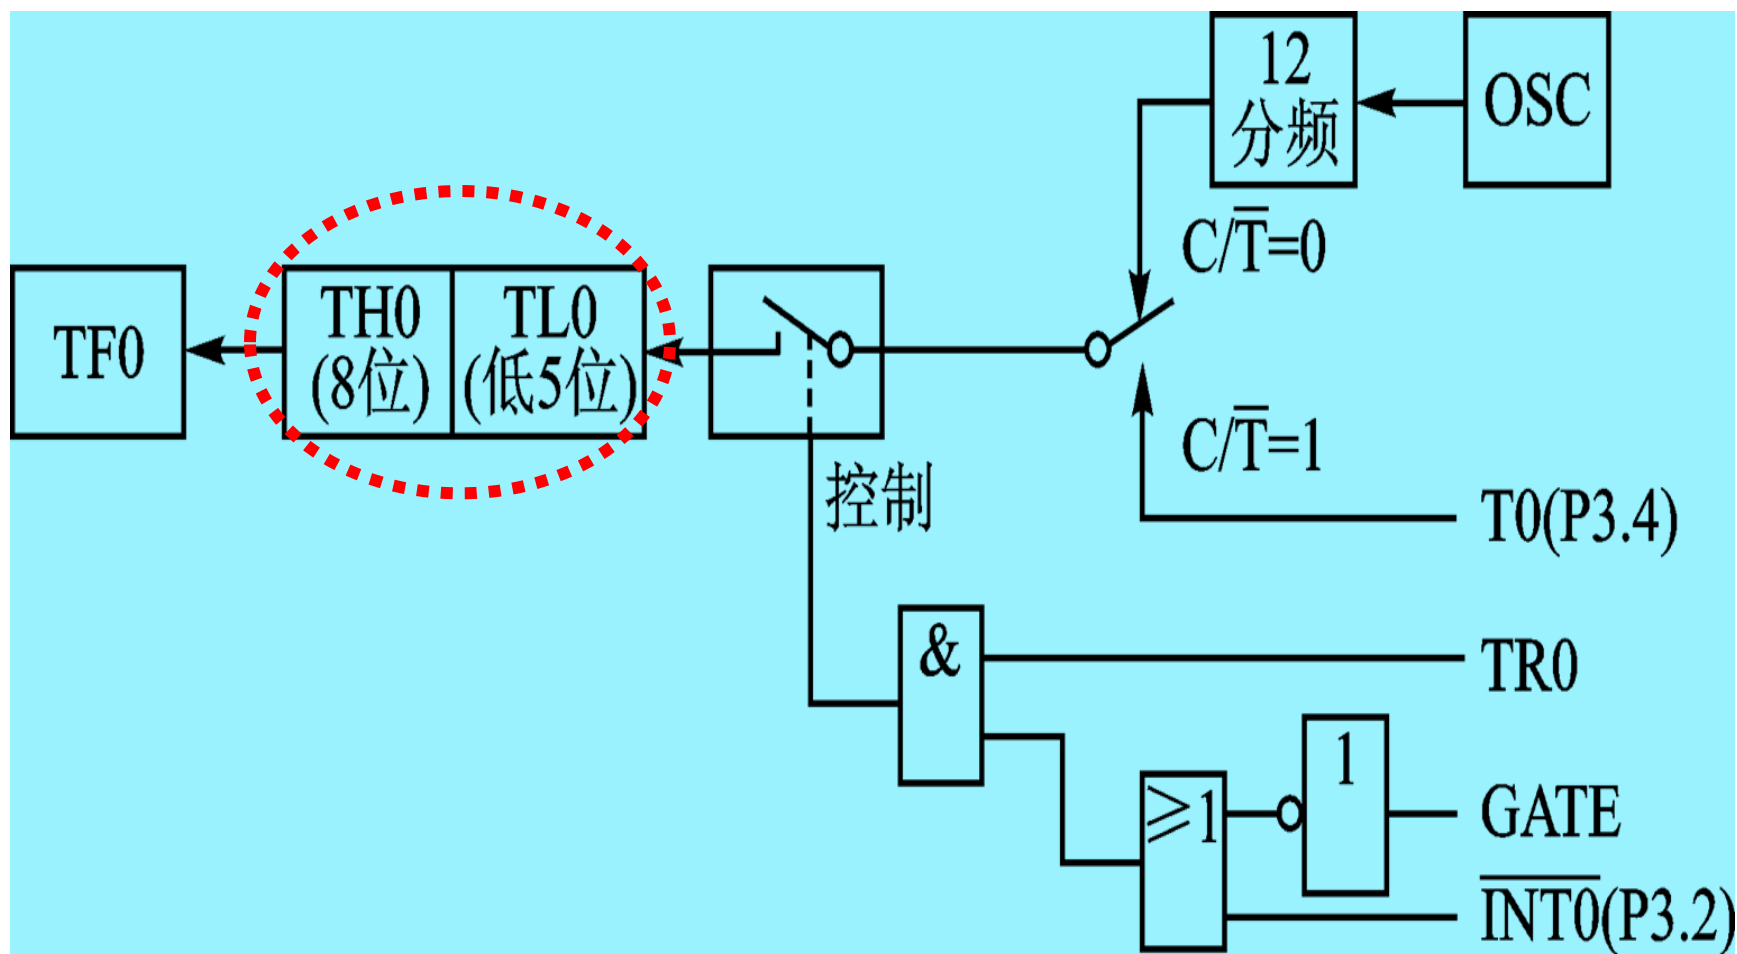 12
分频
OSC
C/T̅=0
TF0
TH0
(8位)
TL0
(低5位)
C/T̅=1
控制
T0(P3.4)
&
TR0
1
≥1
GATE
I̅N̅T̅0̅(P3.2)